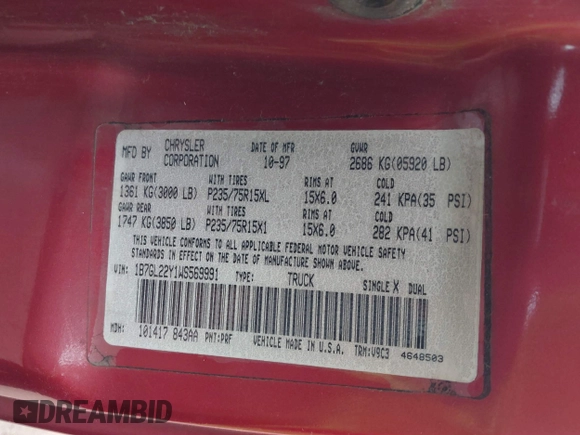 MFD BY CHRYSLER CORPORATION DATE OF MFR 10-97 GVWR 2686 KG(05920 LB)
GAWR FRONT WITH TIRES RIMS AT COLD
1361 KG(3000 LB) P235/75R15XL 15X6.0 241 KPA(35 PSI)
GAWR REAR WITH TIRES RIMS AT COLD
1747 KG(3850 LB) P235/75R15X1 15X6.0 282 KPA(41 PSI)
THIS VEHICLE CONFORMS TO ALL APPLICABLE FEDERAL MOTOR VEHICLE SAFETY
STANDARDS IN EFFECT ON THE DATE OF MANUFACTURE SHOWN ABOVE.
VIN: 1B7GL22Y1WS569991 TYPE: TRUCK SINGLE X DUAL
MDH: 101417 843AA PNT:PRF VEHICLE MADE IN U.S.A. TRM:V9C3 4648503
DREAMBID